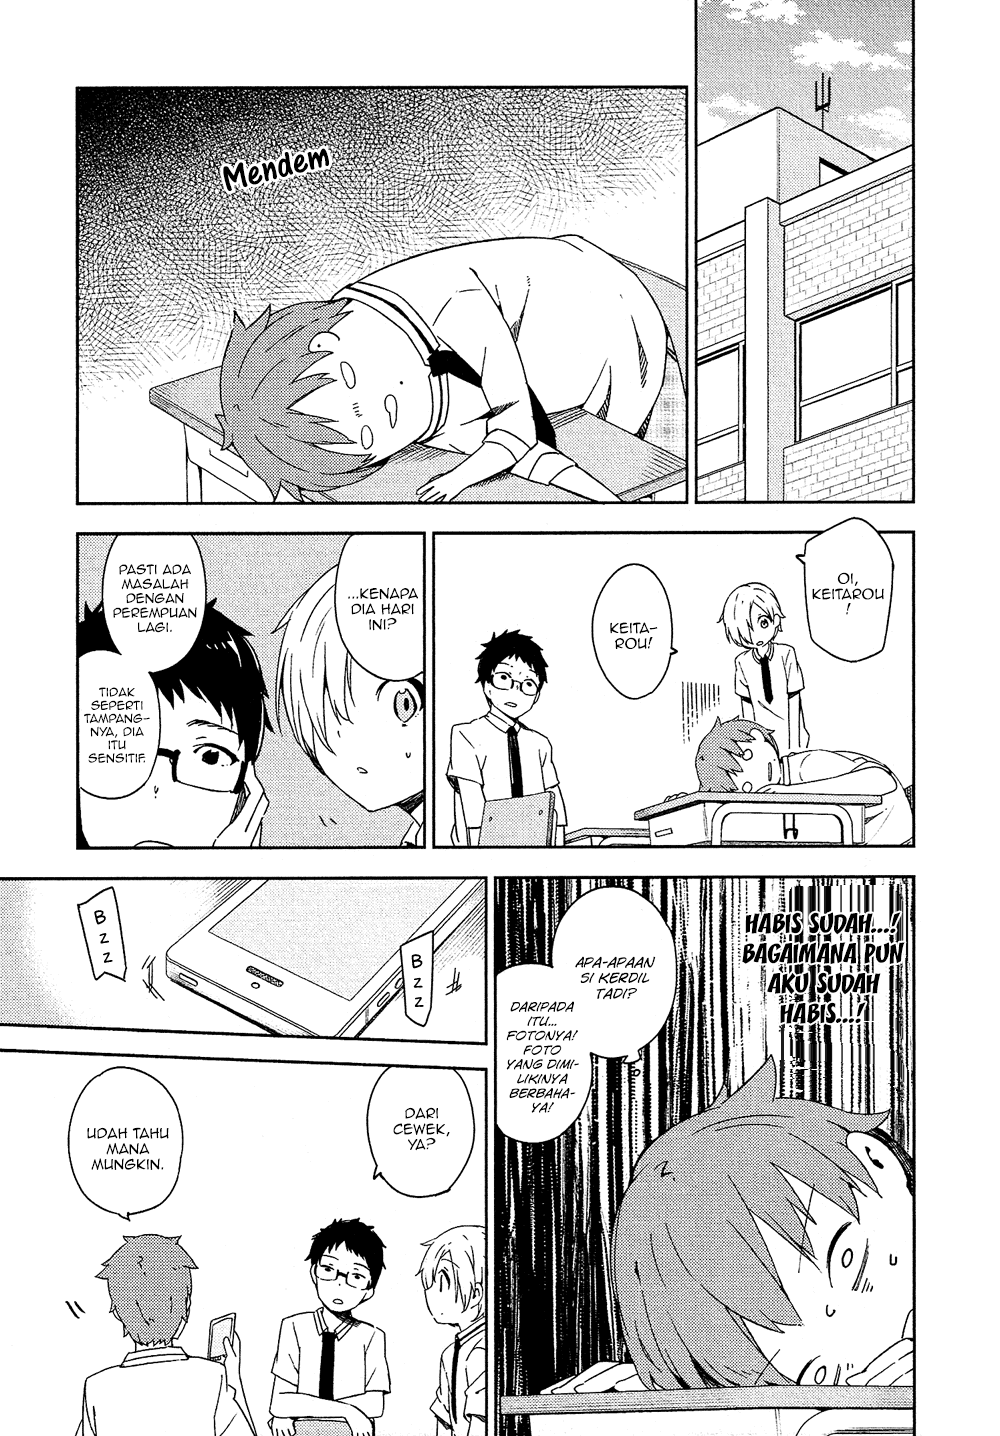 Mendem
OI,
KEITAROU
!
KEITA-
ROU!
...KENAPA
DIA HARI
INI?
PASTI ADA
MASALAH
DENGAN
PEREMPUAN
LAGI.
TIDAK
SEPERTI
TAMPANG-
NYA, DIA
ITU
SENSITIF.
HABIS SUDAH...!
BAGAIMANA PUN
AKU SUDAH
HABIS...!
APA-APAAN
SI KERDIL
TADI?
DARIPADA
ITU...
FOTONYA!
FOTO
YANG DIMI-
LIKINYA
BERBAHA-
YA!
BZZ
BZZ
DARI
CEWEK,
YA?
UDAH TAHU
MANA
MUNGKIN.